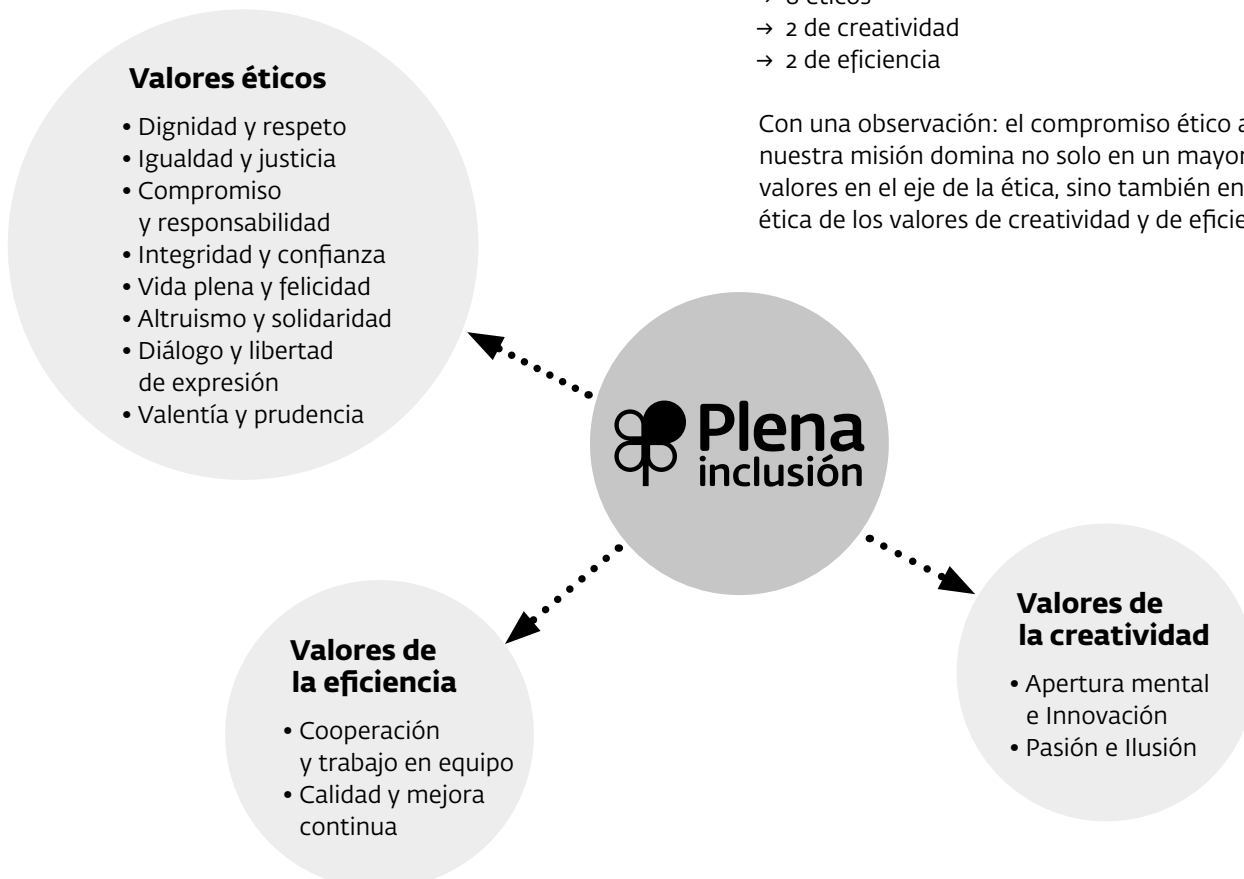 → 8 éticos
→ 2 de creatividad
→ 2 de eficiencia
Con una observación: el compromiso ético
nuestra misión domina no solo en un mayor
valores en el eje de la ética, sino también en
ética de los valores de creatividad y de
Valores éticos
• Dignidad y respeto
• Igualdad y justicia
• Compromiso
y responsabilidad
• Integridad y confianza
• Vida plena y felicidad
• Altruismo y solidaridad
• Diálogo y libertad
de expresión
• Valentía y prudencia
Plena
inclusión
Valores de
la eficiencia
• Cooperación
y trabajo en equipo
• Calidad y mejora
continua
Valores de
la creatividad
• Apertura mental
e Innovación
• Pasión e Ilusión